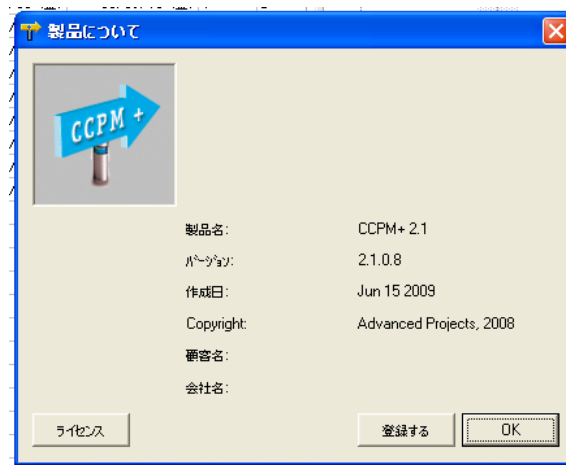 製品について
CCPM +
製品名: CCPM+ 2.1
ﾊﾞｰｼﾞｮﾝ: 2.1.0.8
作成日: Jun 15 2009
Copyright: Advanced Projects, 2008
顧客名:
会社名:
ライセンス 登録する OK